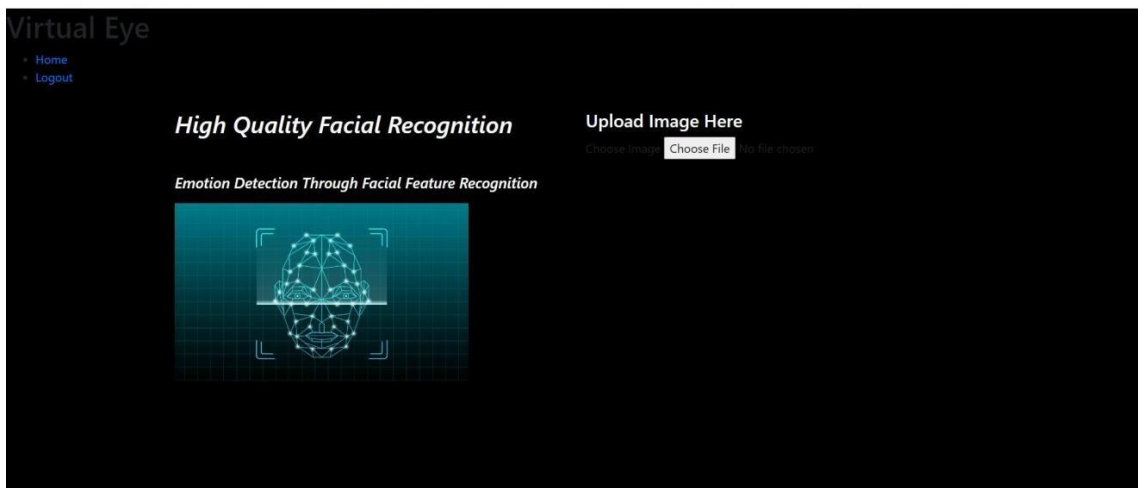 Virtual Eye
Home
Logout
High Quality Facial Recognition
Emotion Detection Through Facial Feature Recognition
Upload Image Here
Choose Image Choose File No file chosen